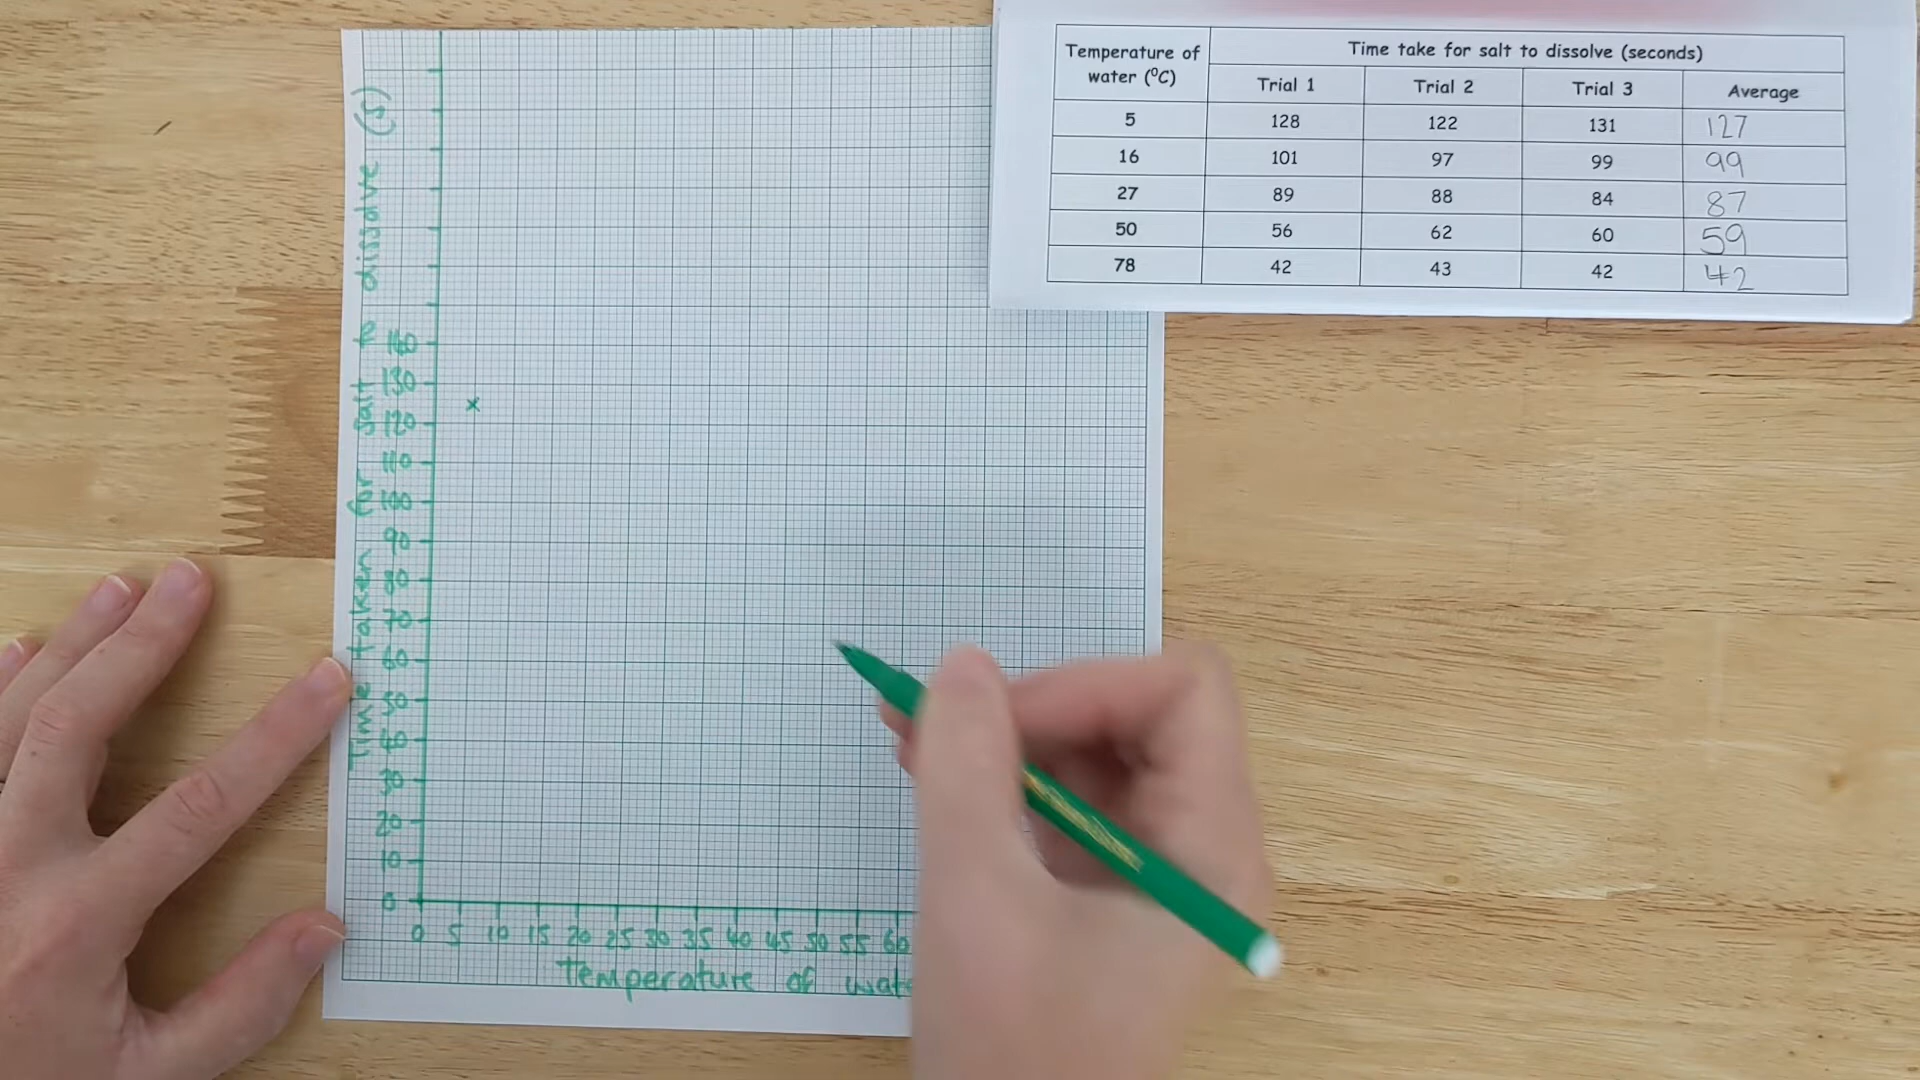 Temperature of water (⁰C)
Time take for salt to dissolve (seconds)
Trial 1 Trial 2 Trial 3 Average
5 128 122 131 127
16 101 97 99 99
27 89 88 84 87
50 56 62 60 59
78 42 43 42 42
Time taken for salt to dissolve (s)
140
130
120
110
100
90
80
70
60
50
40
30
20
10
0
0 5 10 15 20 25 30 35 40 45 50 55 60
Temperature of